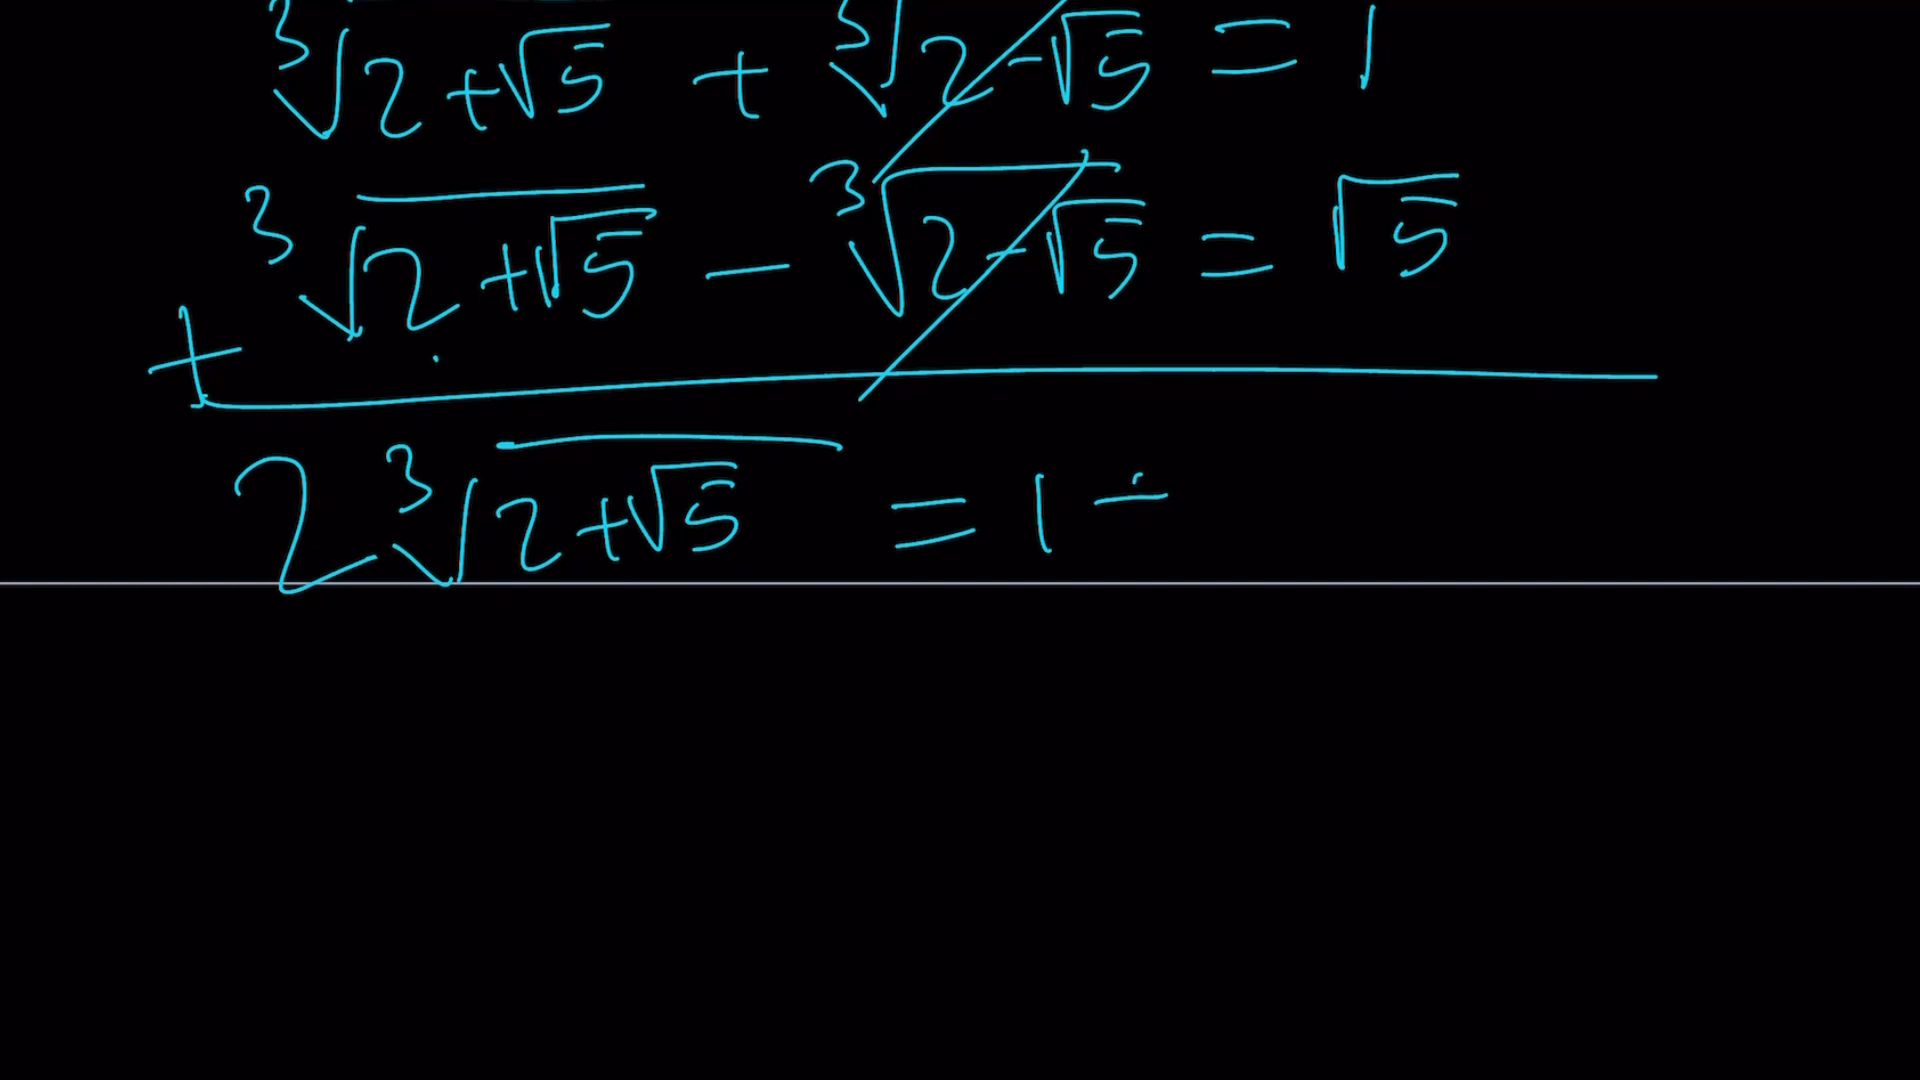 ∛(2+√5) + ∛(2-√5) = 1
∛(2+√5) - ∛(2-√5) = √5
+
2∛(2+√5) = 1 -